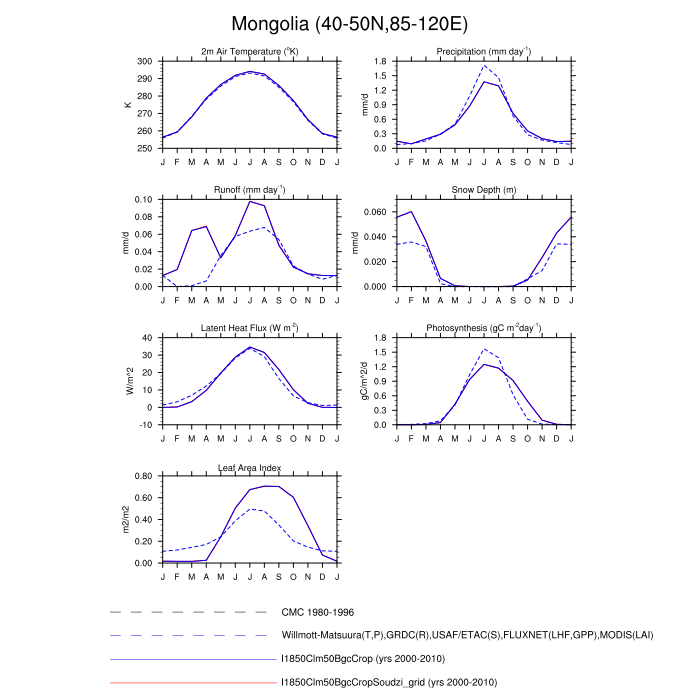 Mongolia (40-50N,85-120E)
2m Air Temperature (°K)
Precipitation (mm day⁻¹)
300
290
280
270
260
250
K
J F M A M J J A S O N D J
1.8
1.5
1.2
0.9
0.6
0.3
0.0
mm/d
J F M A M J J A S O N D J
Runoff (mm day⁻¹)
Snow Depth (m)
0.10
0.08
0.06
0.04
0.02
0.00
mm/d
J F M A M J J A S O N D J
0.060
0.040
0.020
0.000
mm/d
J F M A M J J A S O N D J
Latent Heat Flux (W m⁻²)
Photosynthesis (gC m⁻²day⁻¹)
40
30
20
10
0
-10
W/m^2
J F M A M J J A S O N D J
1.8
1.5
1.2
0.9
0.6
0.3
0.0
gC/m^2/d
J F M A M J J A S O N D J
Leaf Area Index
0.80
0.60
0.40
0.20
0.00
m2/m2
J F M A M J J A S O N D J
CMC 1980-1996
Willmott-Matsuura(T,P),GRDC(R),USAF/ETAC(S),FLUXNET(LHF,GPP),MODIS(LAI)
I1850Clm50BgcCrop (yrs 2000-2010)
I1850Clm50BgcCropSoudzi_grid (yrs 2000-2010)